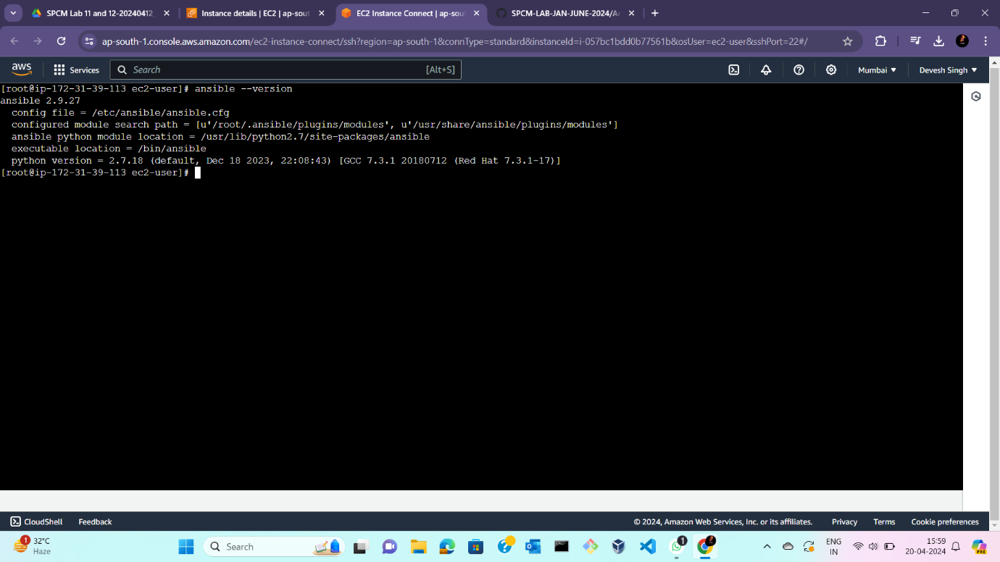 SPCM Lab 11 and 12-20240412_
Instance details | EC2 | ap-sout
EC2 Instance Connect | ap-sou
SPCM-LAB-JAN-JUNE-2024/A
ap-south-1.console.aws.amazon.com/ec2-instance-connect/ssh?region=ap-south-1&connType=standard&instanceId=i-057bc1bdd0b77561b&osUser=ec2-user&sshPort=22#/
aws
Services
Search
[Alt+S]
Mumbai
Devesh Singh
[root@ip-172-31-39-113 ec2-user]# ansible --version
ansible 2.9.27
config file = /etc/ansible/ansible.cfg
configured module search path = [u'/root/.ansible/plugins/modules', u'/usr/share/ansible/plugins/modules']
ansible python module location = /usr/lib/python2.7/site-packages/ansible
executable location = /bin/ansible
python version = 2.7.18 (default, Dec 18 2023, 22:08:43) [GCC 7.3.1 20180712 (Red Hat 7.3.1-17)]
[root@ip-172-31-39-113 ec2-user]#
CloudShell
Feedback
© 2024, Amazon Web Services, Inc. or its affiliates.
Privacy
Terms
Cookie preferences
1
32°C
Haze
Search
1
ENG
IN
15:59
20-04-2024
PRE